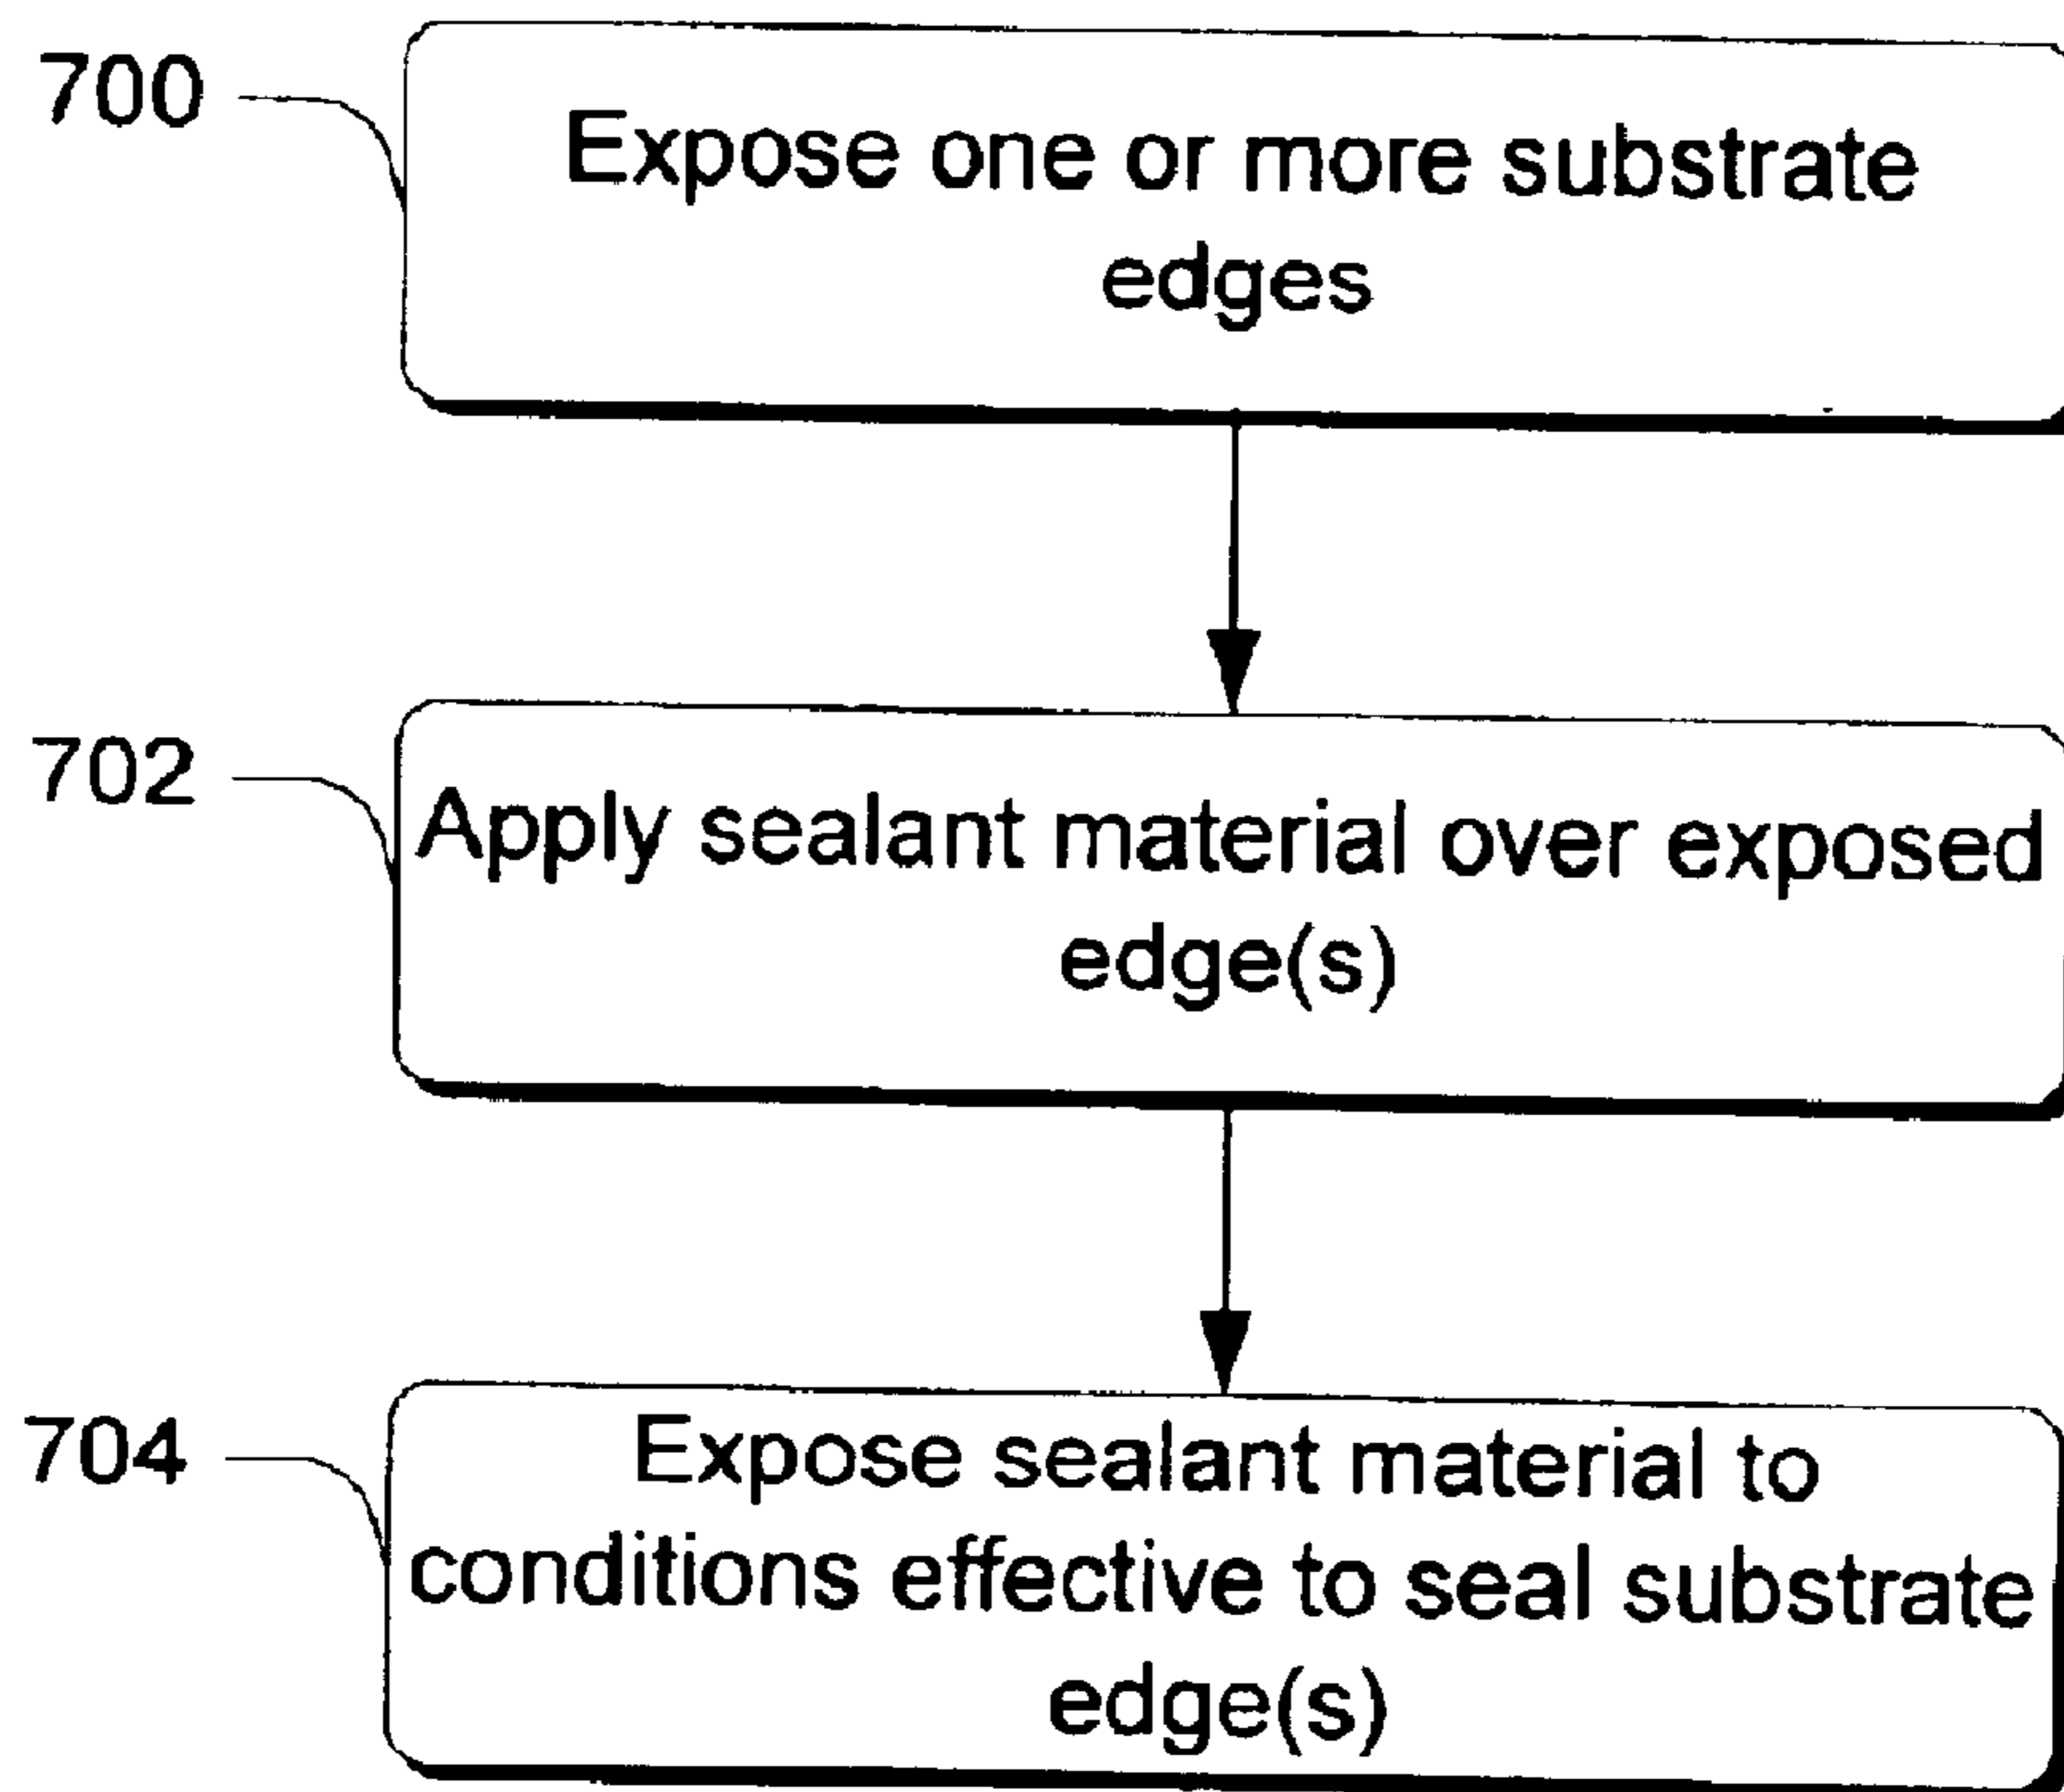 700
Expose one or more substrate
edges
702
Apply sealant material over exposed
edge(s)
704
Expose sealant material to
conditions effective to seal substrate
edge(s)